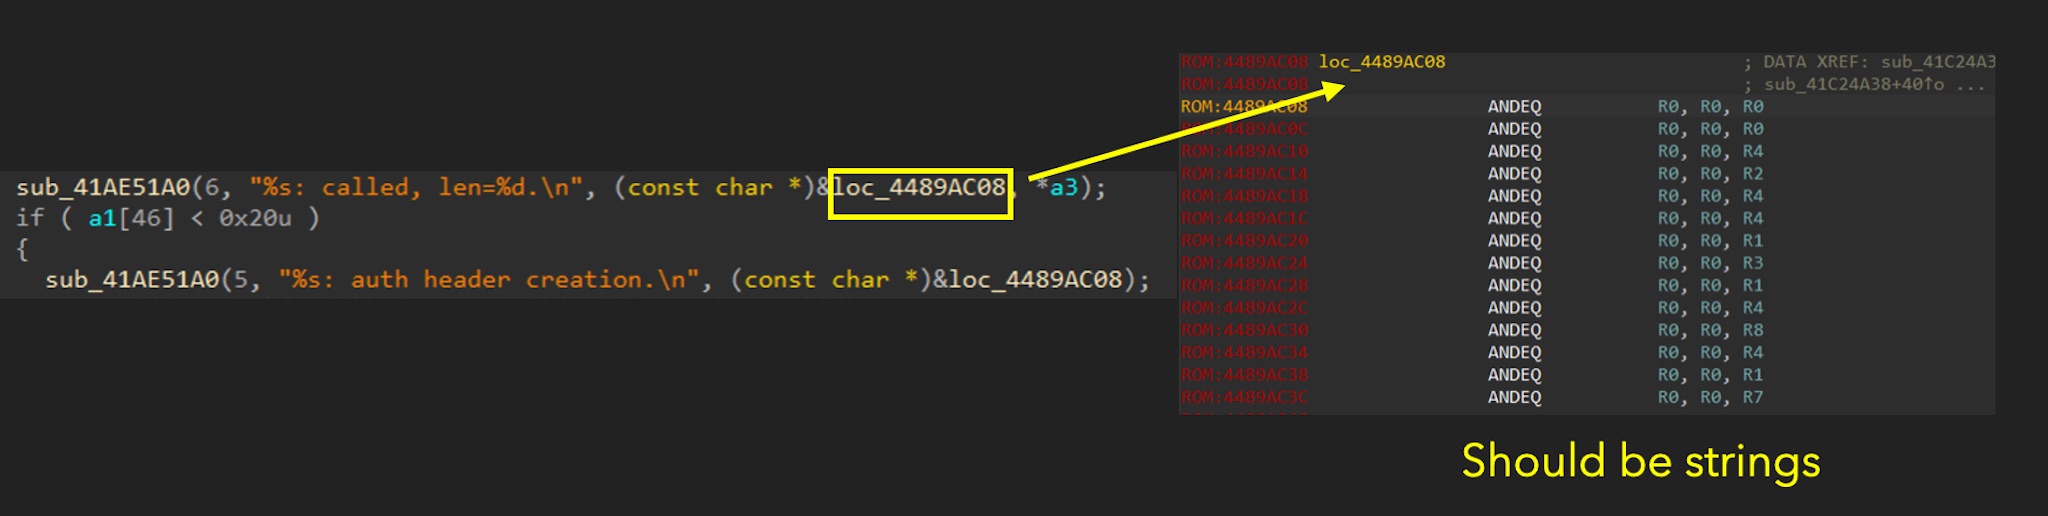 sub_41AE51A0(6, "%s: called, len=%d.\n", (const char *)&loc_4489AC08, *a3);
if ( a1[46] < 0x20u )
{
sub_41AE51A0(5, "%s: auth header creation.\n", (const char *)&loc_4489AC08);
ROM:4489AC08 loc_4489AC08 ; DATA XREF: sub_41C24A3
ROM:4489AC08 ; sub_41C24A38+40↑o ...
ROM:4489AC08 ANDEQ R0, R0, R0
ROM:4489AC0C ANDEQ R0, R0, R0
ROM:4489AC10 ANDEQ R0, R0, R4
ROM:4489AC14 ANDEQ R0, R0, R2
ROM:4489AC18 ANDEQ R0, R0, R4
ROM:4489AC1C ANDEQ R0, R0, R4
ROM:4489AC20 ANDEQ R0, R0, R1
ROM:4489AC24 ANDEQ R0, R0, R3
ROM:4489AC28 ANDEQ R0, R0, R1
ROM:4489AC2C ANDEQ R0, R0, R4
ROM:4489AC30 ANDEQ R0, R0, R8
ROM:4489AC34 ANDEQ R0, R0, R4
ROM:4489AC38 ANDEQ R0, R0, R1
ROM:4489AC3C ANDEQ R0, R0, R7
Should be strings